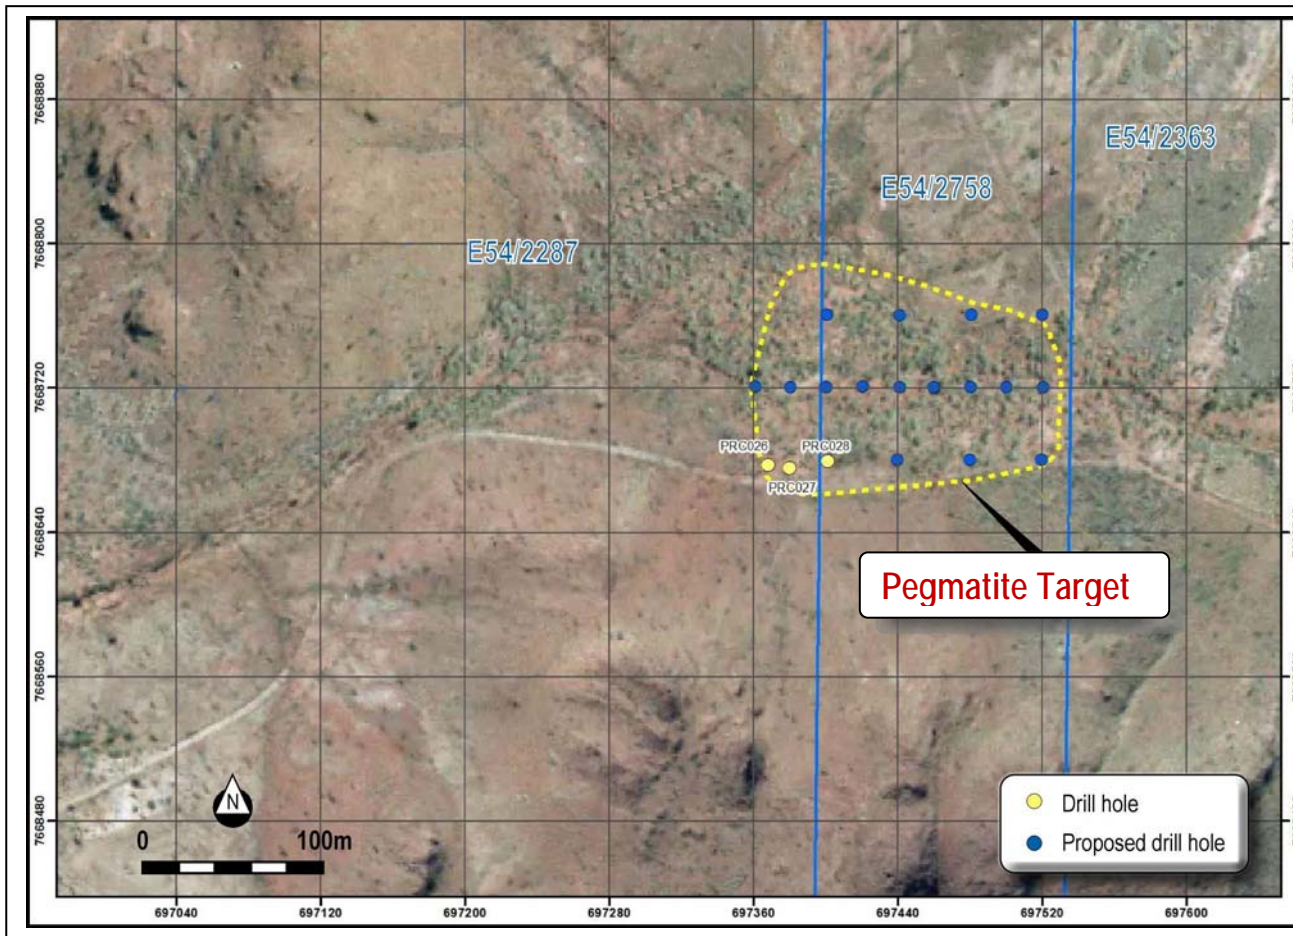 7668880
7668800
7668720
7668640
7668560
7668480
E54/2363
E54/2758
E54/2287
PRC026
PRC028
PRC027
Pegmatite Target
N
0 100m
Drill hole
Proposed drill hole
697040 697120 697200 697280 697360 697440 697520 697600